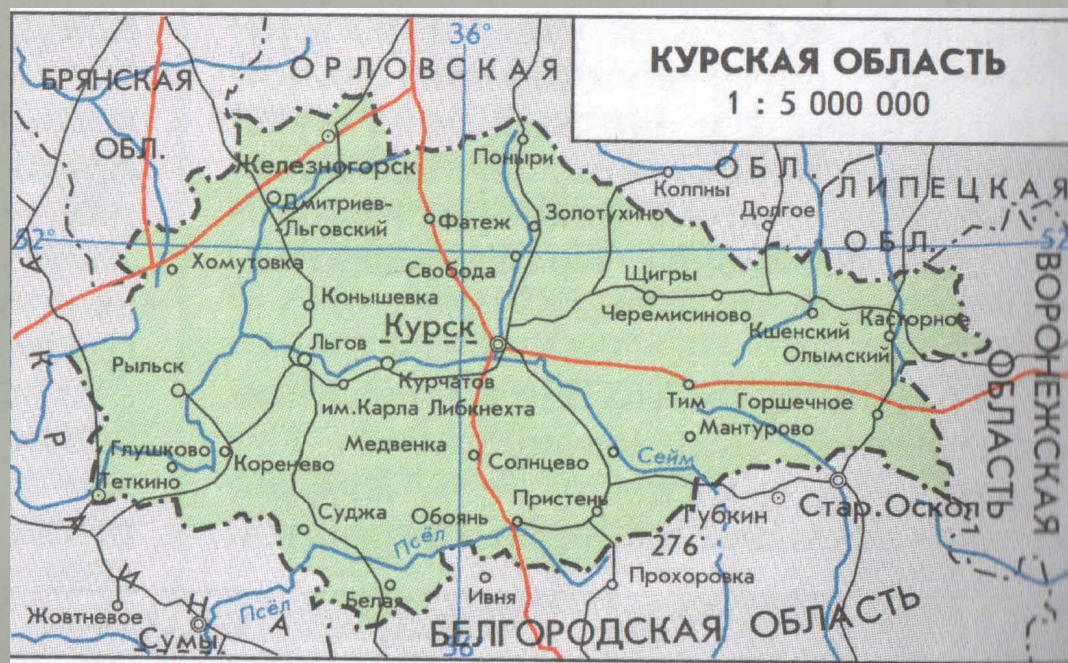 КУРСКАЯ ОБЛАСТЬ
1 : 5 000 000
36°
БРЯНСКАЯ
ОБЛ.
ОРЛОВСКАЯ
ОБЛ.
ЛИПЕЦКАЯ
ОБЛ.
Железногорск
Поныри
Колпны
Долгое
Дмитриев-
Льговский
Фатеж
Золотухино
52°
52
Хомутовка
Свобода
Щигры
Черемисиново
Конышевка
Кшенский
Касторное
Курск
Олымский
Льгов
Рыльск
Курчатов
им.Карла Либкнехта
Тим
Горшечное
Мантурово
Медвенка
Солнцево
Сейм
Глушково
Коренево
Теткино
Суджа
Обоянь
Пристень
Губкин
Стар.Оскол
Псёл
276
Прохоровка
Белая
Ивня
Жовтневое
Сумы
Псёл
36°
УКРАИНА
БЕЛГОРОДСКАЯ ОБЛАСТЬ
ВОРОНЕЖСКАЯ
ОБЛАСТЬ